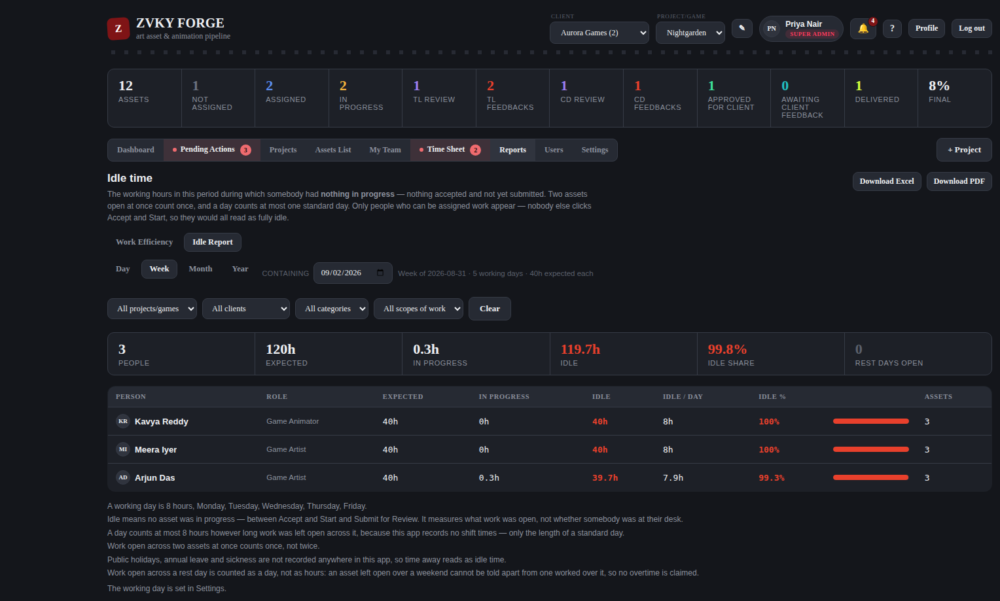 Z
ZVKY FORGE
art asset & animation pipeline
CLIENT
Aurora Games (2)
PROJECT/GAME
Nightgarden
PN
Priya Nair
SUPER ADMIN
4
?
Profile
Log out
12
ASSETS
1
NOT
ASSIGNED
2
ASSIGNED
2
IN
PROGRESS
1
TL REVIEW
2
TL
FEEDBACKS
1
CD REVIEW
1
CD
FEEDBACKS
1
APPROVED
FOR CLIENT
0
AWAITING
CLIENT
FEEDBACK
1
DELIVERED
8%
FINAL
Dashboard
Pending Actions 3
Projects
Assets List
My Team
Time Sheet 2
Reports
Users
Settings
+ Project
Idle time
Download Excel
Download PDF
The working hours in this period during which somebody had nothing in progress — nothing accepted and not yet submitted. Two assets
open at once count once, and a day counts at most one standard day. Only people who can be assigned work appear — nobody else clicks
Accept and Start, so they would all read as fully idle.
Work Efficiency
Idle Report
Day
Week
Month
Year
CONTAINING
09/02/2026
Week of 2026-08-31 · 5 working days · 40h expected each
All projects/games
All clients
All categories
All scopes of work
Clear
3
PEOPLE
120h
EXPECTED
0.3h
IN PROGRESS
119.7h
IDLE
99.8%
IDLE SHARE
0
REST DAYS OPEN
PERSON ROLE EXPECTED IN PROGRESS IDLE IDLE / DAY IDLE % ASSETS
KR Kavya Reddy Game Animator 40h 0h 40h 8h 100% 3
MI Meera Iyer Game Artist 40h 0h 40h 8h 100% 3
AD Arjun Das Game Artist 40h 0.3h 39.7h 7.9h 99.3% 3
A working day is 8 hours, Monday, Tuesday, Wednesday, Thursday, Friday.
Idle means no asset was in progress — between Accept and Start and Submit for Review. It measures what work was open, not whether somebody was at their desk.
A day counts at most 8 hours however long work was left open across it, because this app records no shift times — only the length of a standard day.
Work open across two assets at once counts once, not twice.
Public holidays, annual leave and sickness are not recorded anywhere in this app, so time away reads as idle time.
Work open across a rest day is counted as a day, not as hours: an asset left open over a weekend cannot be told apart from one worked over it, so no overtime is claimed.
The working day is set in Settings.